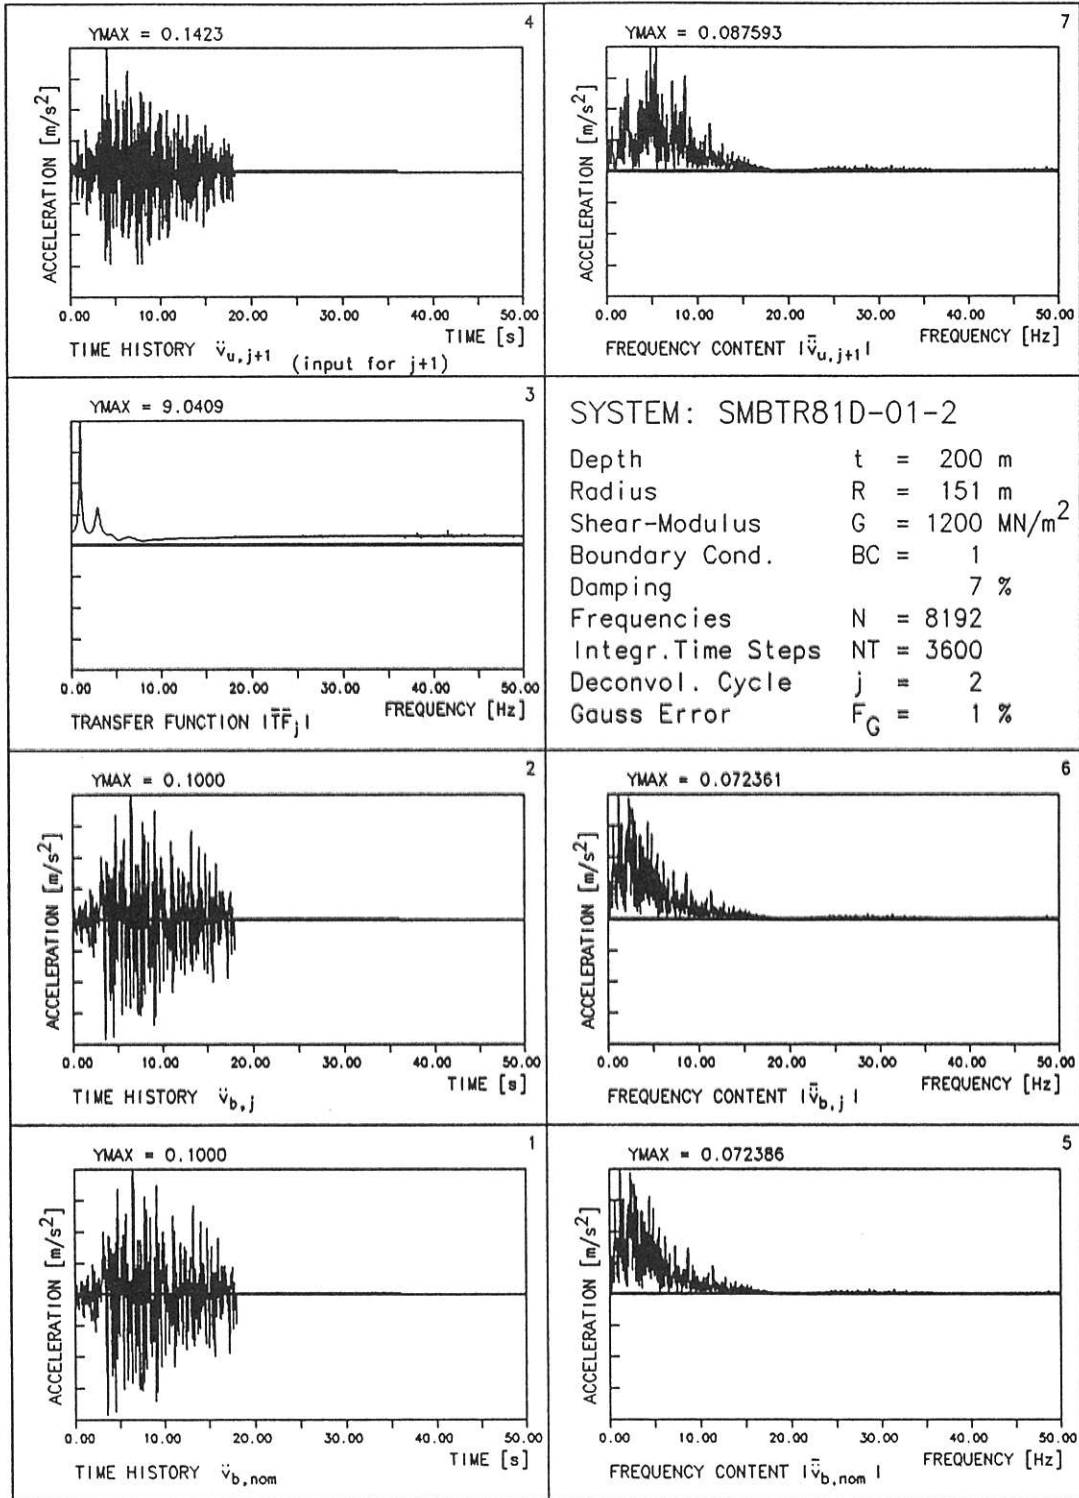 4
YMAX = 0.1423
ACCELERATION [m/s²]
0.00 10.00 20.00 30.00 40.00 50.00
TIME [s]
TIME HISTORY v̈u,j+1 (input for j+1)
7
YMAX = 0.087593
ACCELERATION [m/s²]
0.00 10.00 20.00 30.00 40.00 50.00
FREQUENCY [Hz]
FREQUENCY CONTENT |v̈̄u,j+1|
3
YMAX = 9.0409
0.00 10.00 20.00 30.00 40.00 50.00
FREQUENCY [Hz]
TRANSFER FUNCTION |T̄F̄j|
SYSTEM: SMBTR81D-01-2
Depth t = 200 m
Radius R = 151 m
Shear-Modulus G = 1200 MN/m²
Boundary Cond. BC = 1
Damping 7 %
Frequencies N = 8192
Integr.Time Steps NT = 3600
Deconvol. Cycle j = 2
Gauss Error FG = 1 %
2
YMAX = 0.1000
ACCELERATION [m/s²]
0.00 10.00 20.00 30.00 40.00 50.00
TIME [s]
TIME HISTORY v̈b,j
6
YMAX = 0.072361
ACCELERATION [m/s²]
0.00 10.00 20.00 30.00 40.00 50.00
FREQUENCY [Hz]
FREQUENCY CONTENT |v̈̄b,j|
1
YMAX = 0.1000
ACCELERATION [m/s²]
0.00 10.00 20.00 30.00 40.00 50.00
TIME [s]
TIME HISTORY v̈b,nom
5
YMAX = 0.072386
ACCELERATION [m/s²]
0.00 10.00 20.00 30.00 40.00 50.00
FREQUENCY [Hz]
FREQUENCY CONTENT |v̈̄b,nom|